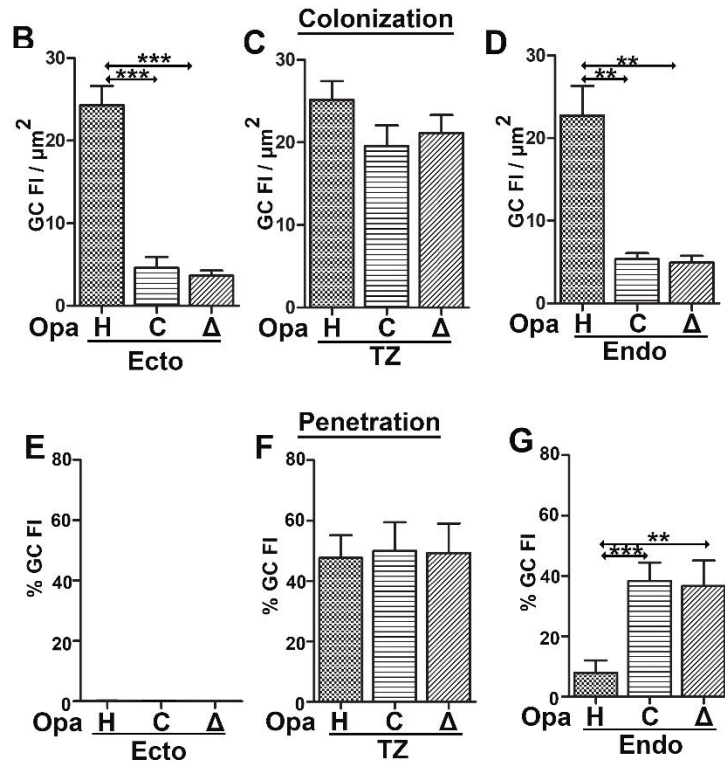 Colonization
B
GC FI / µm²
30
20
10
0
***
***
Opa H C Δ
Ecto
C
GC FI / µm²
30
20
10
0
H C Δ
TZ
D
GC FI / µm²
30
20
10
0
**
**
Opa H C Δ
Endo
Penetration
E
% GC FI
80
60
40
20
0
Opa H C Δ
Ecto
F
% GC FI
80
60
40
20
0
Opa H C Δ
TZ
G
% GC FI
80
60
40
20
0
**
***
Opa H C Δ
Endo